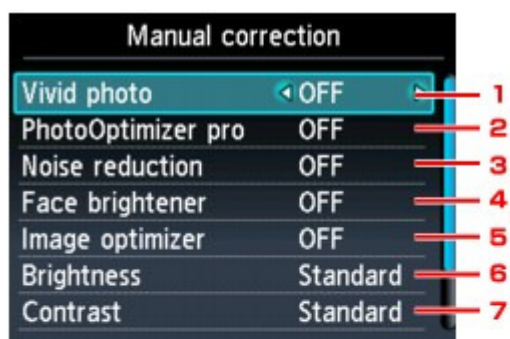 Manual correction
Vivid photo OFF 1
PhotoOptimizer pro OFF 2
Noise reduction OFF 3
Face brightener OFF 4
Image optimizer OFF 5
Brightness Standard 6
Contrast Standard 7